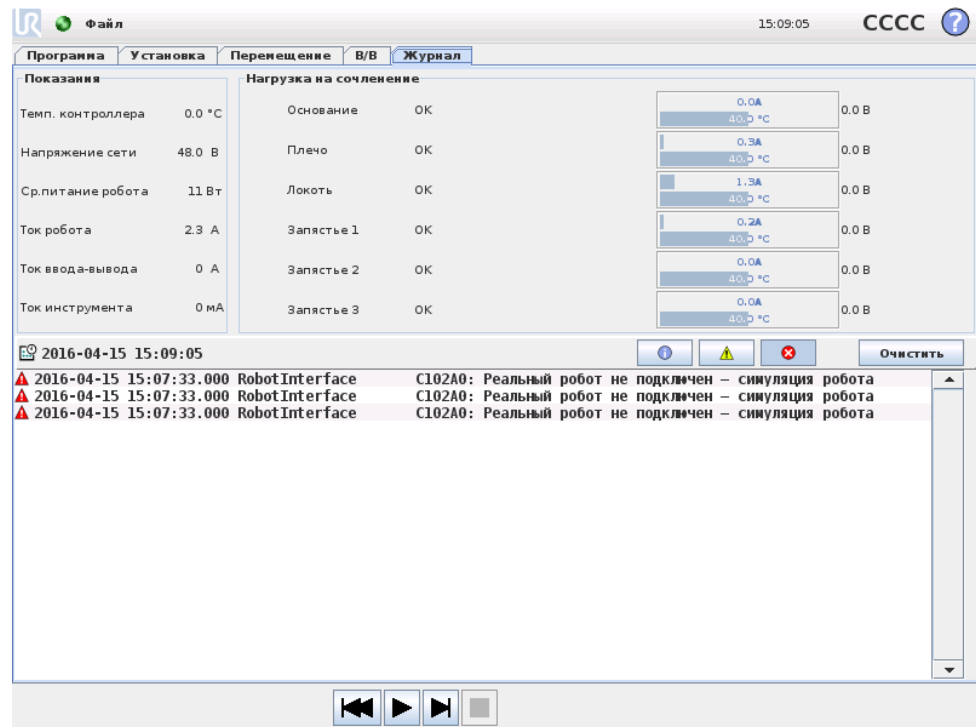 UR Файл 15:09:05 CCCC ?
Программа Установка Перемещение В/В Журнал
Показания Нагрузка на сочленение
Темп. контроллера 0.0 °C Основание OK 0.0A 40.0 °C 0.0 В
Напряжение сети 48.0 В Плечо OK 0.3A 40.0 °C 0.0 В
Ср.питание робота 11 Вт Локоть OK 1.3A 40.0 °C 0.0 В
Ток робота 2.3 А Запястье 1 OK 0.2A 40.0 °C 0.0 В
Ток ввода-вывода 0 А Запястье 2 OK 0.0A 40.0 °C 0.0 В
Ток инструмента 0 мА Запястье 3 OK 0.0A 40.0 °C 0.0 В
2016-04-15 15:09:05 Очистить
2016-04-15 15:07:33.000 RobotInterface C102A0: Реальный робот не подключен – симуляция робота
2016-04-15 15:07:33.000 RobotInterface C102A0: Реальный робот не подключен – симуляция робота
2016-04-15 15:07:33.000 RobotInterface C102A0: Реальный робот не подключен – симуляция робота